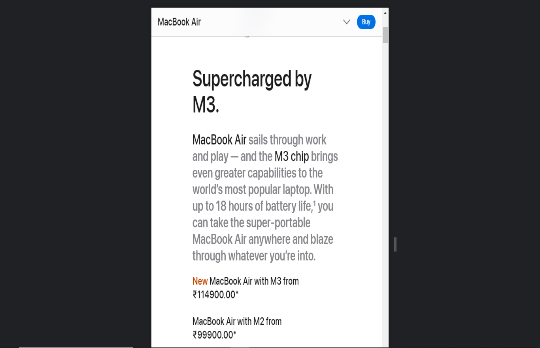 MacBook Air
Buy
Supercharged by
M3.
MacBook Air sails through work
and play — and the M3 chip brings
even greater capabilities to the
world's most popular laptop. With
up to 18 hours of battery life,¹ you
can take the super-portable
MacBook Air anywhere and blaze
through whatever you're into.
New MacBook Air with M3 from
₹114900.00*
MacBook Air with M2 from
₹99900.00*